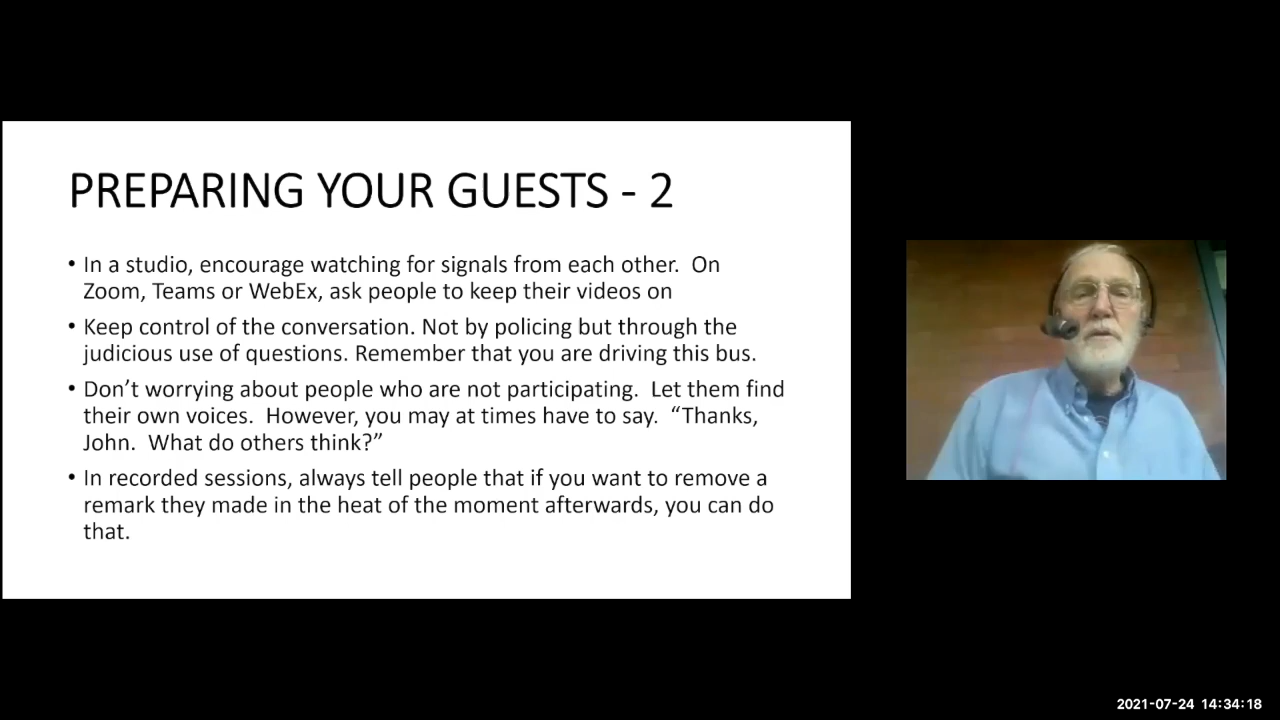 PREPARING YOUR GUESTS - 2
• In a studio, encourage watching for signals from each other.  On
Zoom, Teams or WebEx, ask people to keep their videos on
• Keep control of the conversation. Not by policing but through the
judicious use of questions. Remember that you are driving this bus.
• Don’t worrying about people who are not participating.  Let them find
their own voices.  However, you may at times have to say.  “Thanks,
John.  What do others think?”
• In recorded sessions, always tell people that if you want to remove a
remark they made in the heat of the moment afterwards, you can do
that.
2021-07-24 14:34:18